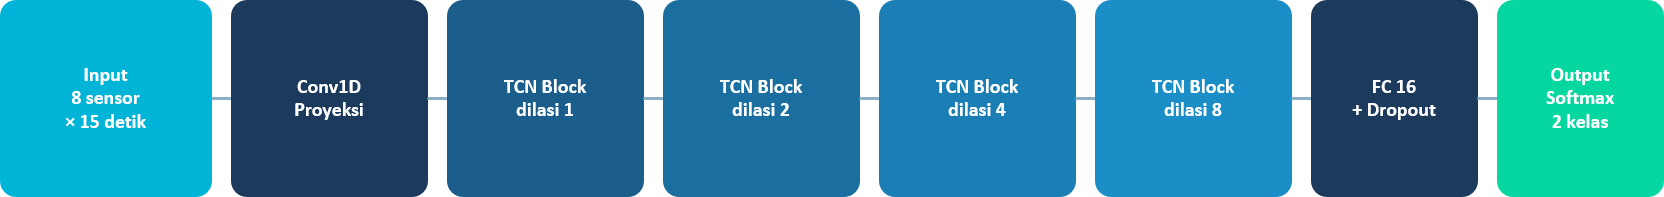 Input
8 sensor
× 15 detik
Conv1D
Proyeksi
TCN Block
dilasi 1
TCN Block
dilasi 2
TCN Block
dilasi 4
TCN Block
dilasi 8
FC 16
+ Dropout
Output
Softmax
2 kelas